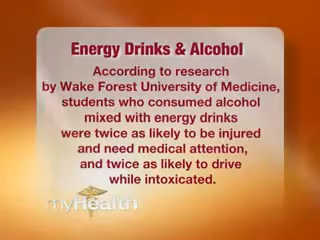 Energy Drinks & Alcohol
According to research
by Wake Forest University of Medicine,
students who consumed alcohol
mixed with energy drinks
were twice as likely to be injured
and need medical attention,
and twice as likely to drive
while intoxicated.
myHealth